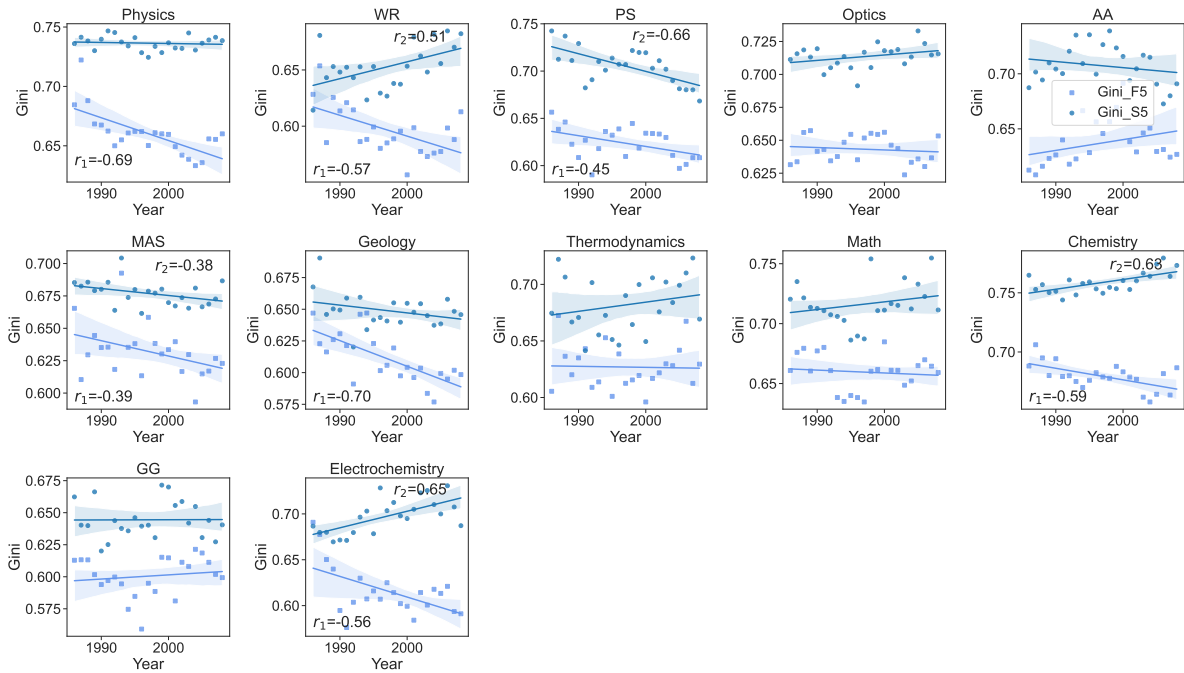 Physics
WR
PS
Optics
AA
0.75
0.70
0.65
Gini
1990
2000
Year
r1=-0.69
0.65
0.60
Gini
1990
2000
Year
r2=0.51
r1=-0.57
0.75
0.70
0.65
0.60
Gini
1990
2000
Year
r2=-0.66
r1=-0.45
0.725
0.700
0.675
0.650
0.625
Gini
1990
2000
Year
0.70
0.65
Gini
1990
2000
Year
Gini_F5
Gini_S5
MAS
Geology
Thermodynamics
Math
Chemistry
0.700
0.675
0.650
0.625
0.600
Gini
1990
2000
Year
r2=-0.38
r1=-0.39
0.675
0.650
0.625
0.600
0.575
Gini
1990
2000
Year
r1=-0.70
0.70
0.65
0.60
Gini
1990
2000
Year
0.75
0.70
0.65
Gini
1990
2000
Year
0.75
0.70
Gini
1990
2000
Year
r2=0.63
r1=-0.59
GG
Electrochemistry
0.675
0.650
0.625
0.600
0.575
Gini
1990
2000
Year
0.70
0.65
0.60
Gini
1990
2000
Year
r2=0.65
r1=-0.56